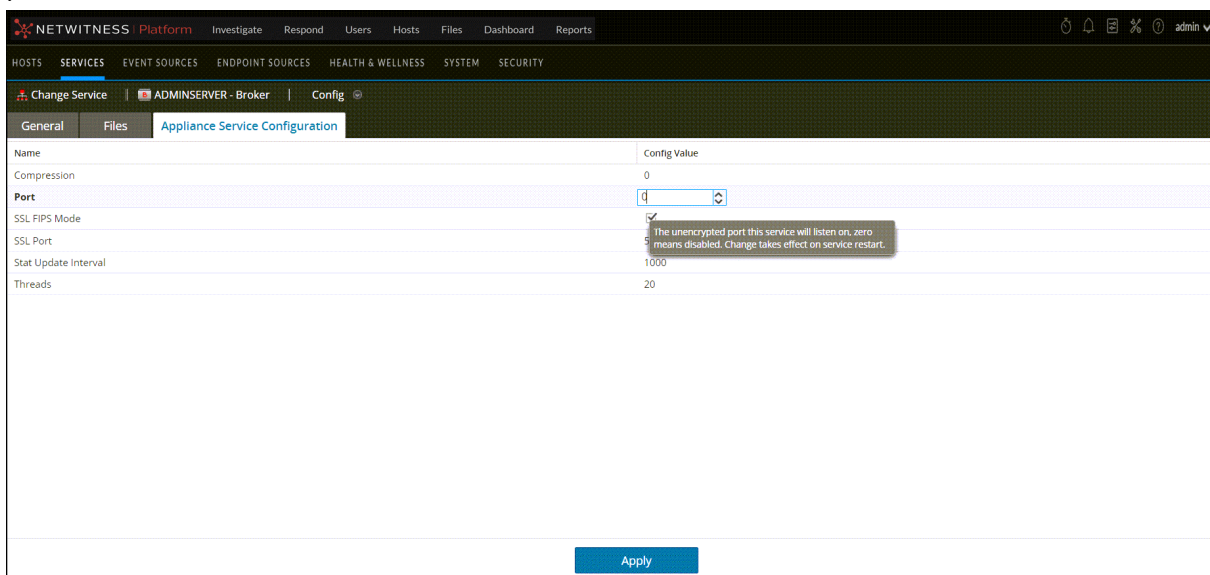 NETWITNESS Platform Investigate Respond Users Hosts Files Dashboard Reports admin
HOSTS SERVICES EVENT SOURCES ENDPOINT SOURCES HEALTH & WELLNESS SYSTEM SECURITY
Change Service | ADMINSERVER - Broker | Config
General Files Appliance Service Configuration
Name Config Value
Compression 0
Port 0
SSL FIPS Mode
The unencrypted port this service will listen on, zero
SSL Port 5
means disabled. Change takes effect on service restart.
Stat Update Interval 1000
Threads 20
Apply